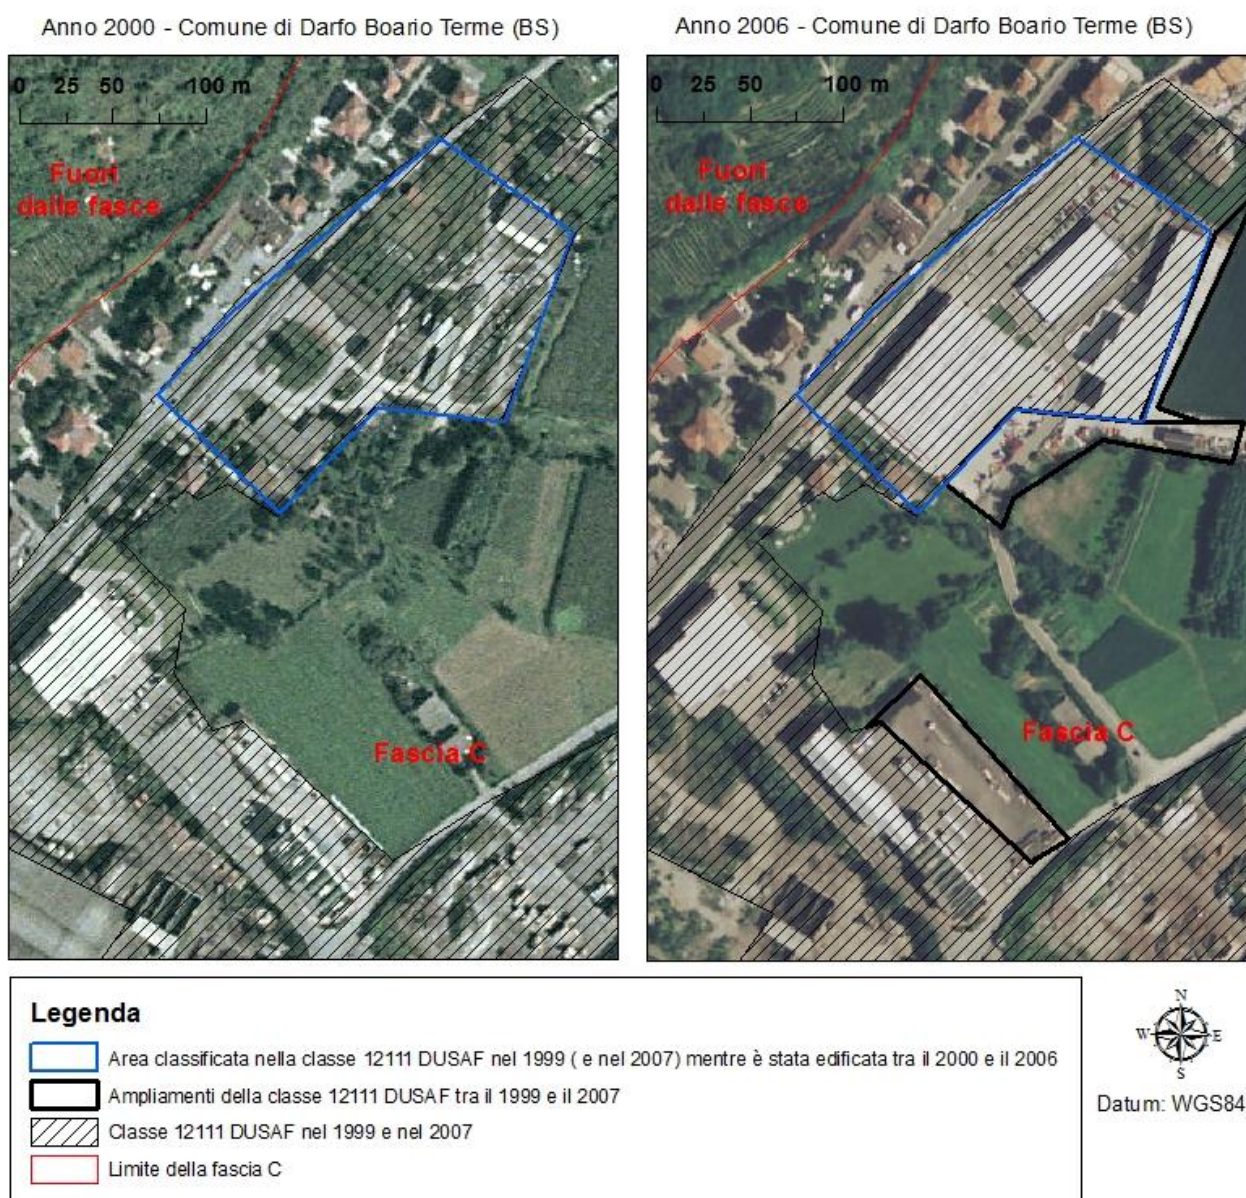 Anno 2000 - Comune di Darfo Boario Terme (BS)
Anno 2006 - Comune di Darfo Boario Terme (BS)
0 25 50 100 m
Fuori
dalle fasce
Fascia C
0 25 50 100 m
Fuori
dalle fasce
Fascia C
Legenda
Area classificata nella classe 12111 DUSAF nel 1999 ( e nel 2007) mentre è stata edificata tra il 2000 e il 2006
Ampliamenti della classe 12111 DUSAF tra il 1999 e il 2007
Classe 12111 DUSAF nel 1999 e nel 2007
Limite della fascia C
N
W E
S
Datum: WGS84